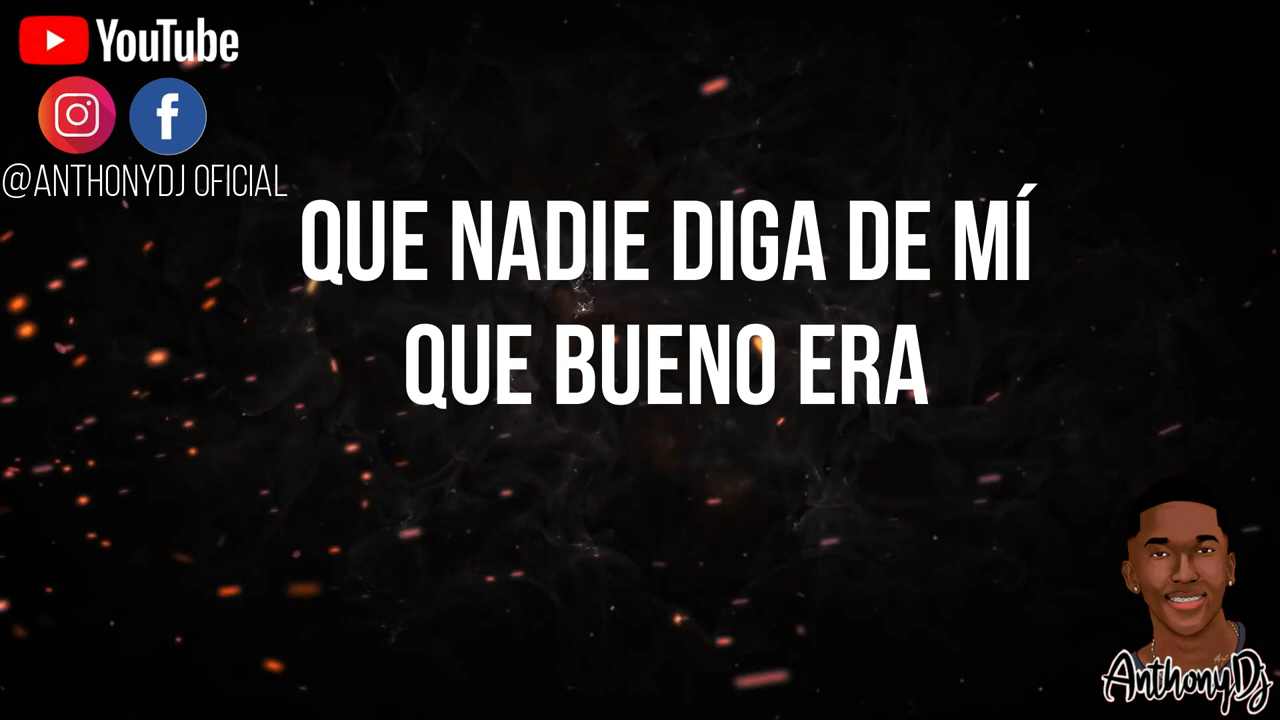 YouTube
@ANTHONYDJ OFICIAL
QUE NADIE DIGA DE MÍ
QUE BUENO ERA
AnthonyDj